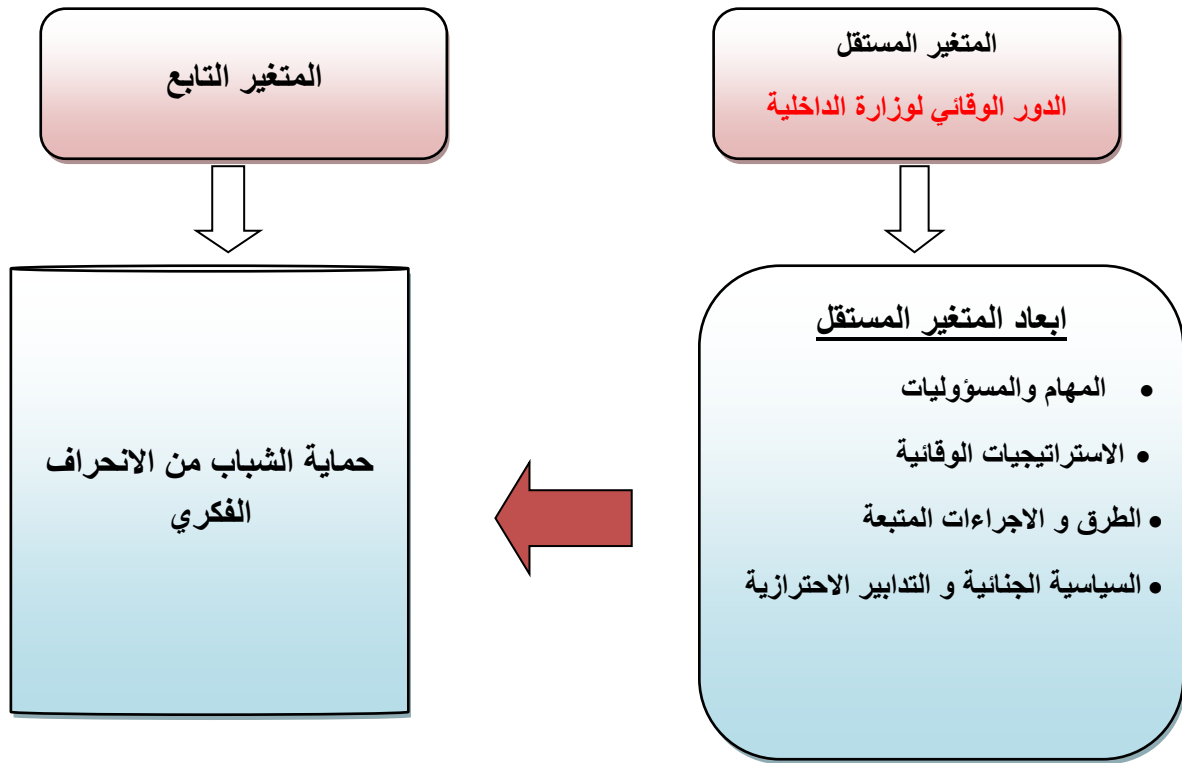 المتغير المستقل
الدور الوقائي لوزارة الداخلية
المتغير التابع
ابعاد المتغير المستقل
• المهام والمسؤوليات
• الاستراتيجيات الوقائية
• الطرق و الاجراءات المتبعة
• السياسية الجنائية و التدابير الاحترازية
حماية الشباب من الانحراف
الفكري